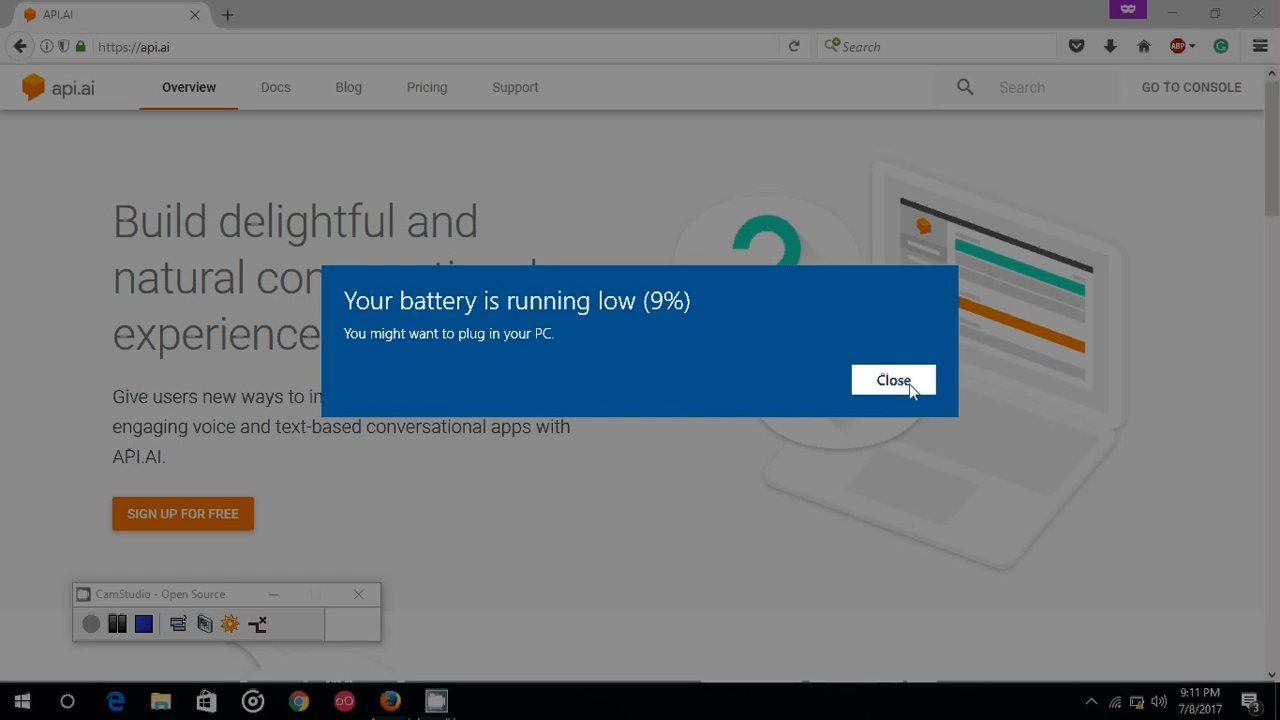 API.AI
https://api.ai
Search
ABP
api.ai
Overview
Docs
Blog
Pricing
Support
Search
GO TO CONSOLE
Build delightful and
natural con
experience
Your battery is running low (9%)
You might want to plug in your PC.
Close
Give users new ways to in
engaging voice and text-based conversational apps with
API.AI.
SIGN UP FOR FREE
CamStudio - Open Source
9:11 PM
7/8/2017
3